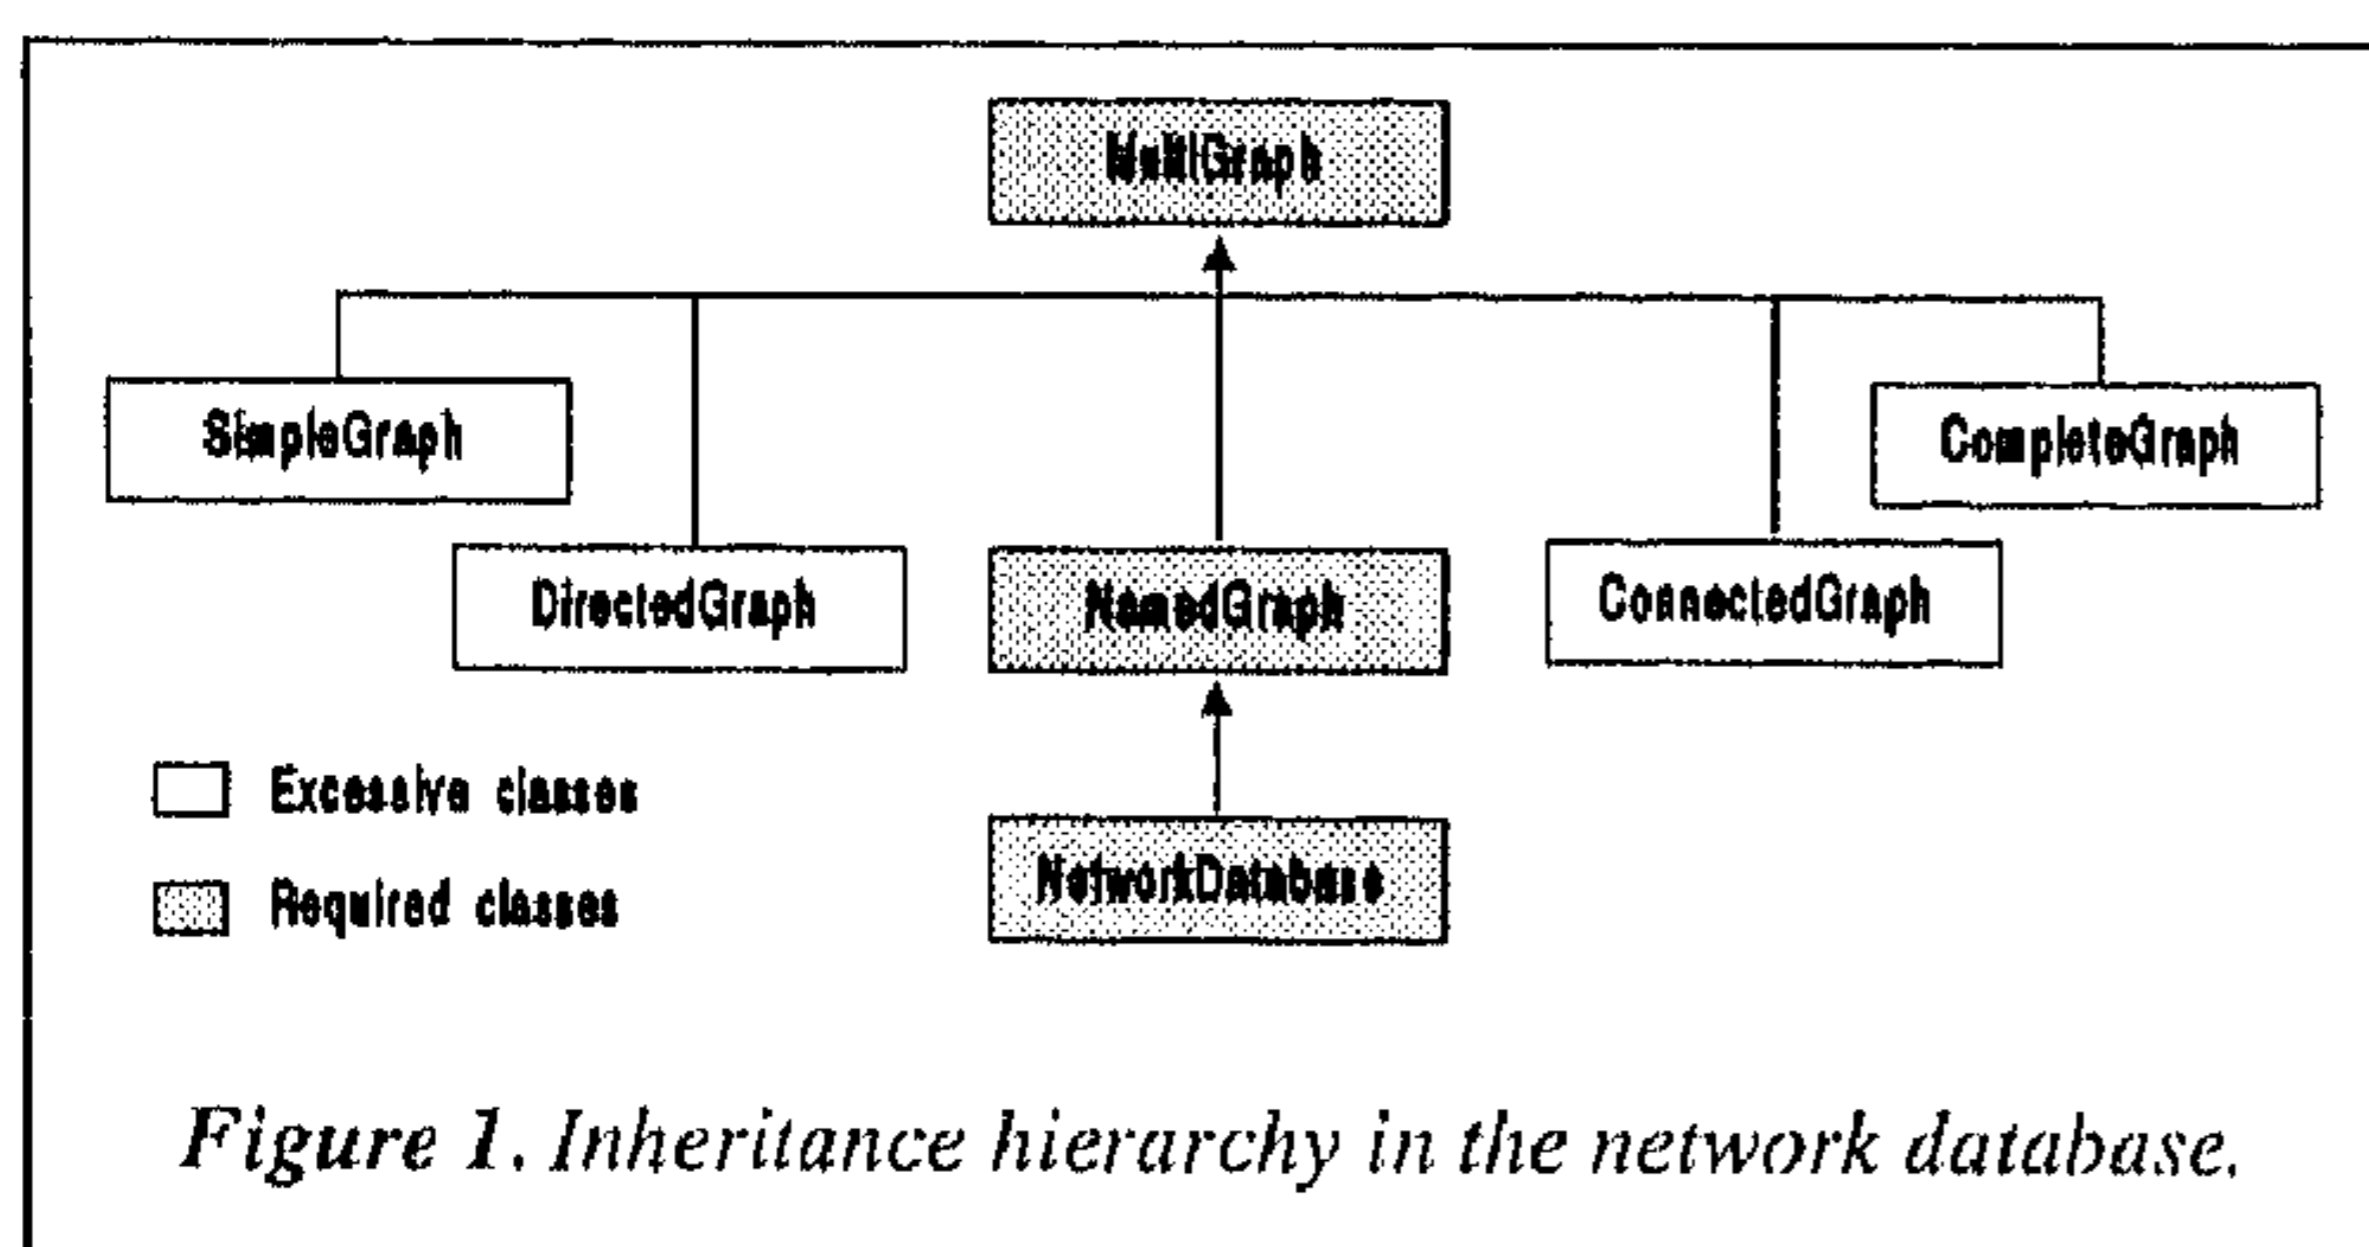 MultiGraph
SimpleGraph
CompleteGraph
DirectedGraph
NamedGraph
ConnectedGraph
Excessive classes
NetworkDatabase
Required classes
Figure 1. Inheritance hierarchy in the network database.